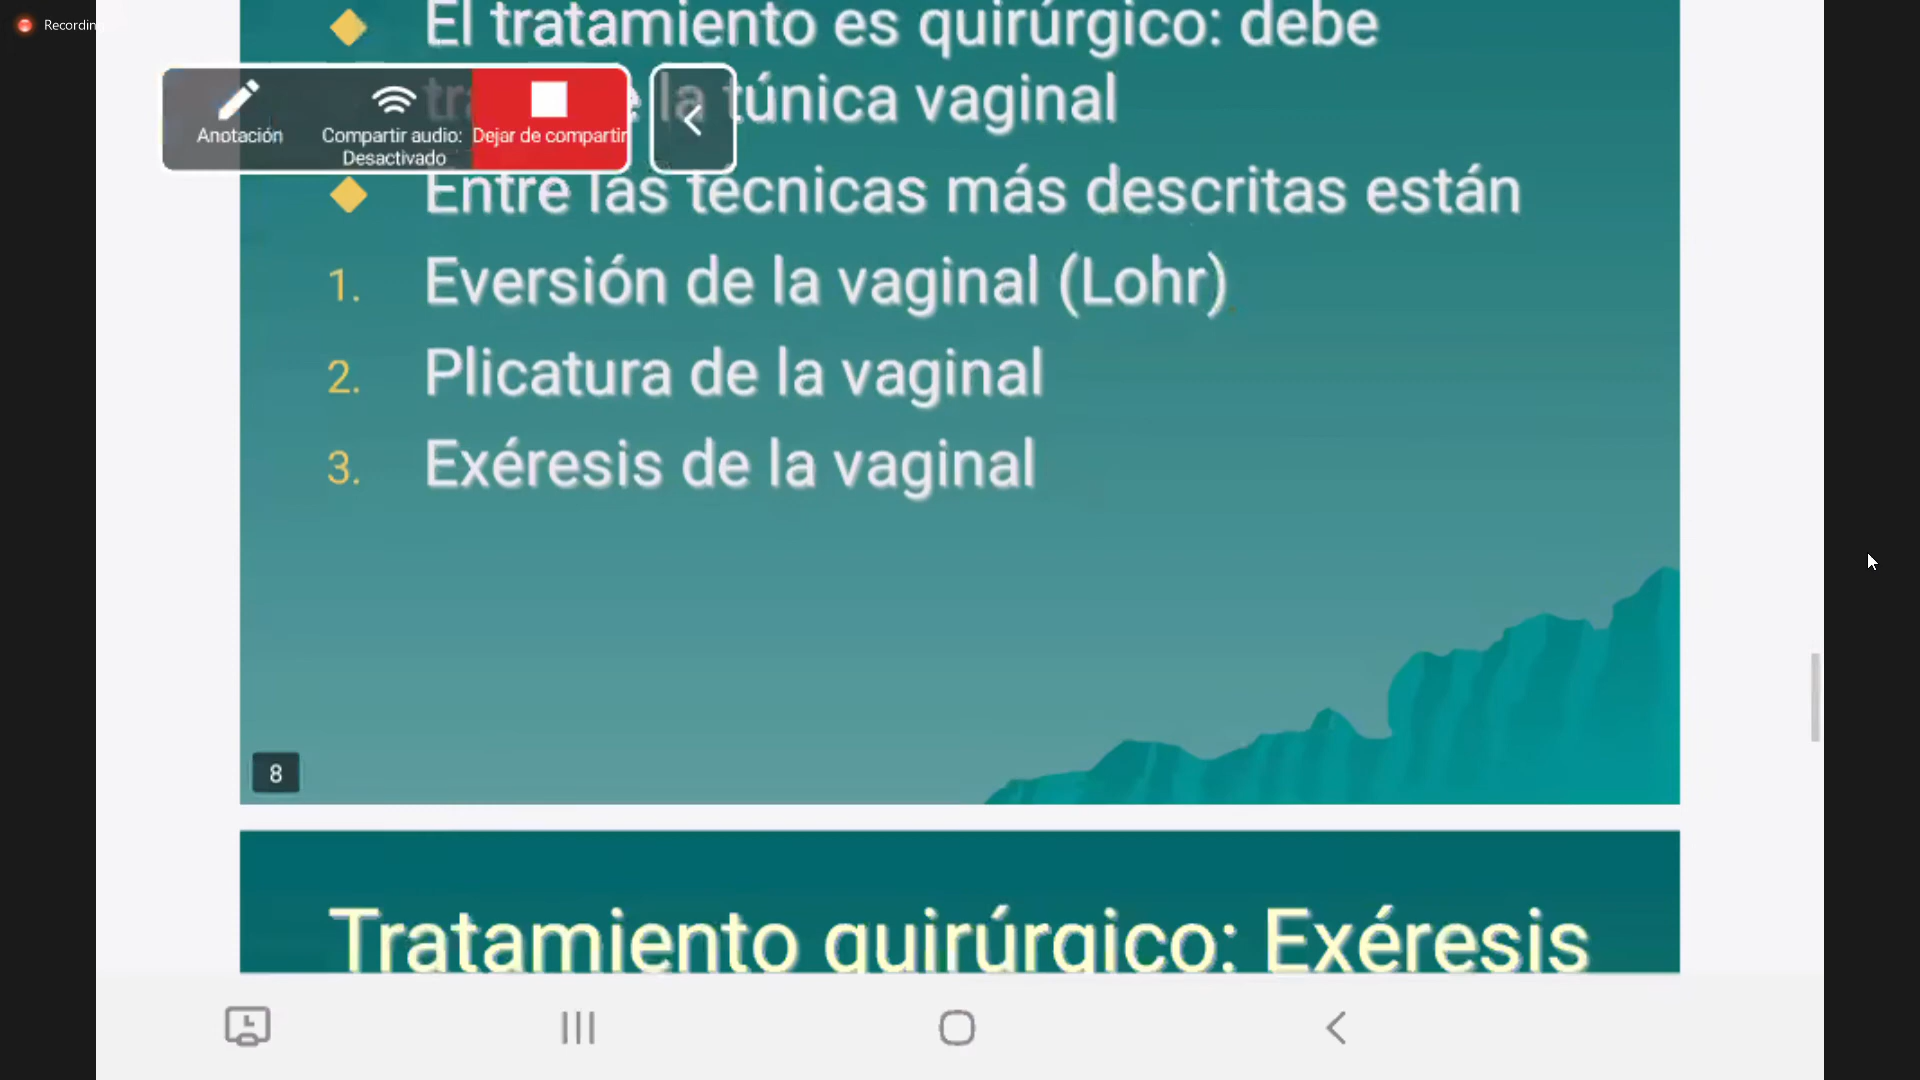 Recording
El tratamiento es quirúrgico: debe
la túnica vaginal
Anotación
Compartir audio:
Desactivado
Dejar de compartir
Entre las técnicas más descritas están
1. Eversión de la vaginal (Lohr)
2. Plicatura de la vaginal
3. Exéresis de la vaginal
8
Tratamiento quirúrgico: Exéresis